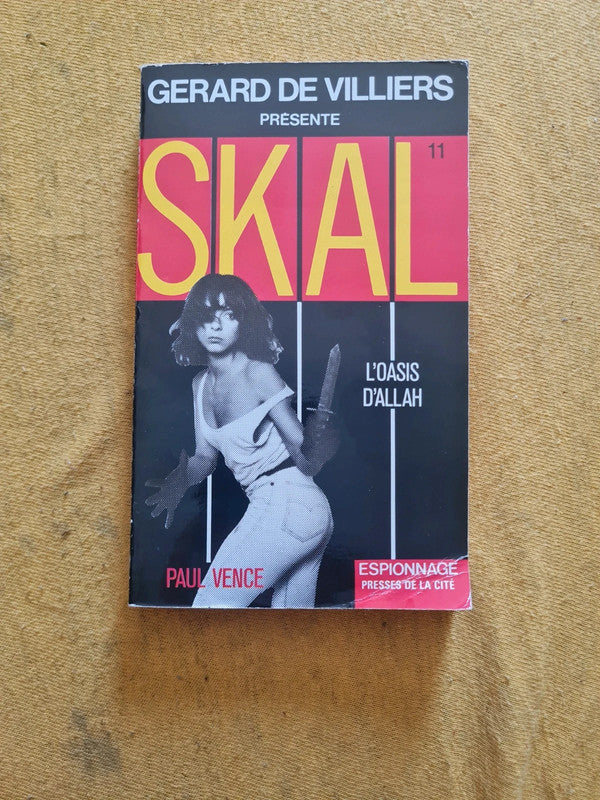 GERARD DE VILLIERS
PRÉSENTE
SKAL
11
L'OASIS
D'ALLAH
PAUL VENCE
ESPIONNAGE
PRESSES DE LA CITÉ